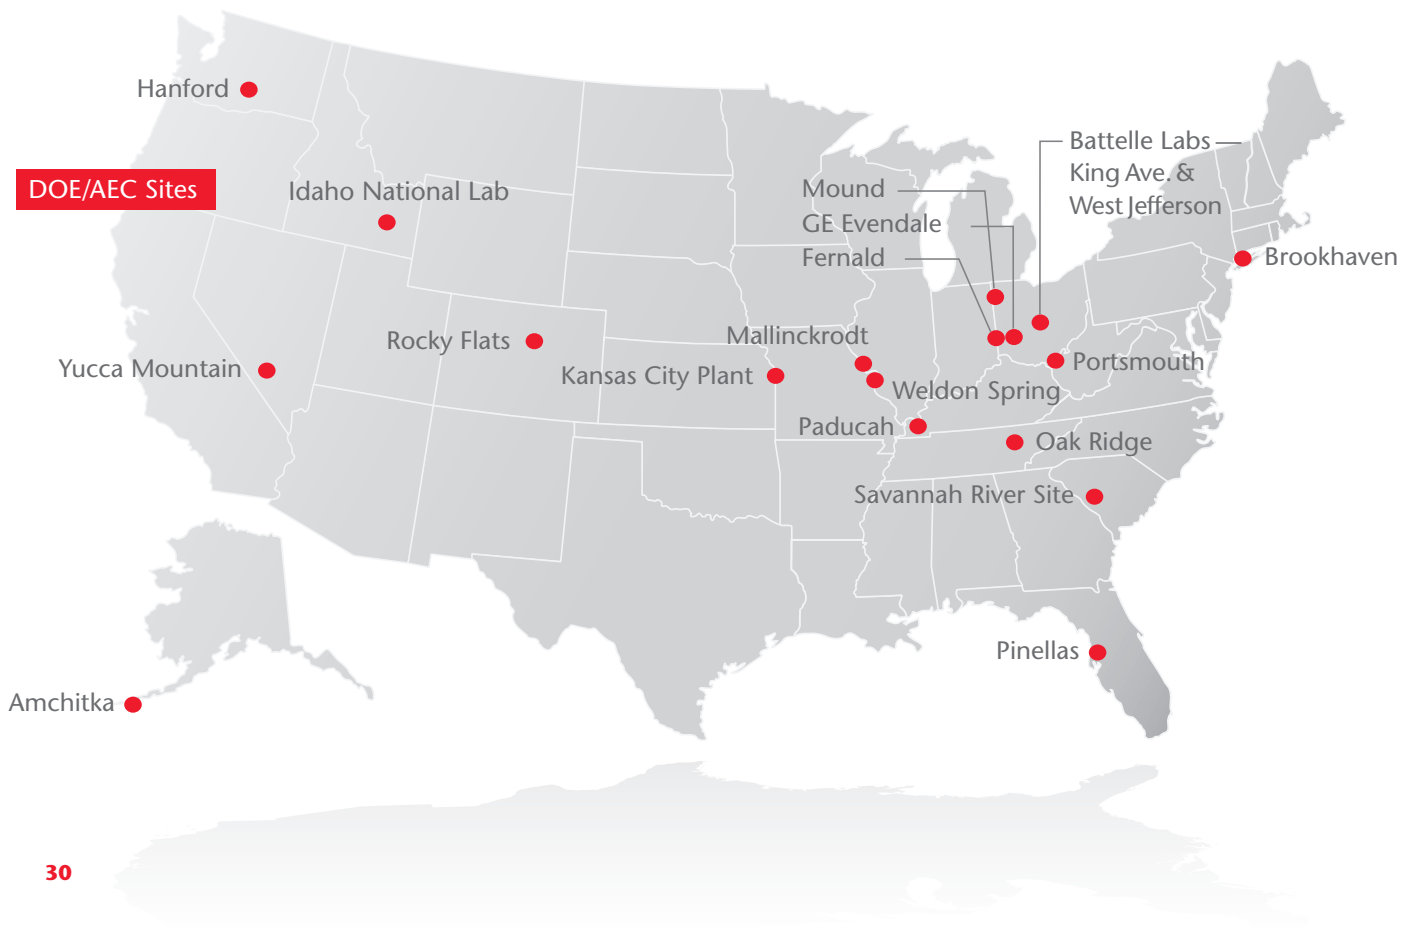 Hanford
DOE/AEC Sites
Idaho National Lab
Battelle Labs
King Ave. &
West Jefferson
Mound
GE Evendale
Fernald
Brookhaven
Rocky Flats
Mallinckrodt
Yucca Mountain
Kansas City Plant
Portsmouth
Weldon Spring
Paducah
Oak Ridge
Savannah River Site
Pinellas
Amchitka
30